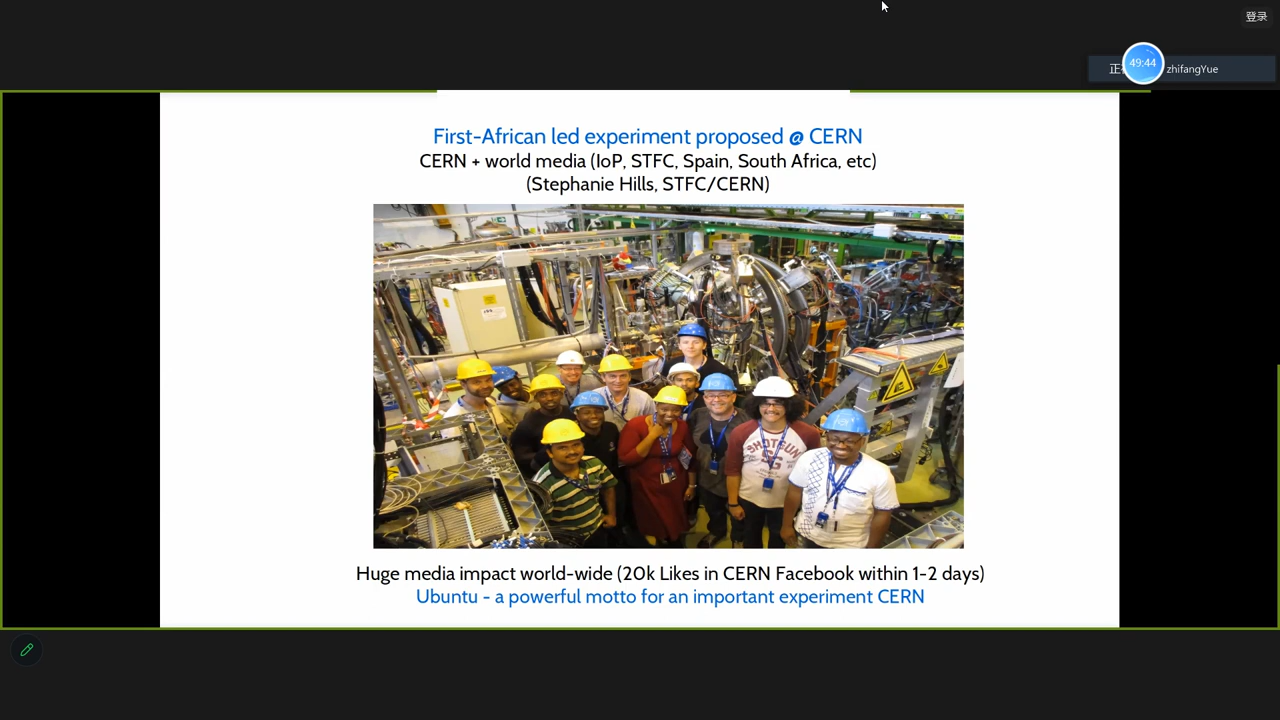 登录
49:44
zhifangYue
First-African led experiment proposed @ CERN
CERN + world media (IoP, STFC, Spain, South Africa, etc)
(Stephanie Hills, STFC/CERN)
SHOTGUN
Huge media impact world-wide (20k Likes in CERN Facebook within 1-2 days)
Ubuntu - a powerful motto for an important experiment CERN